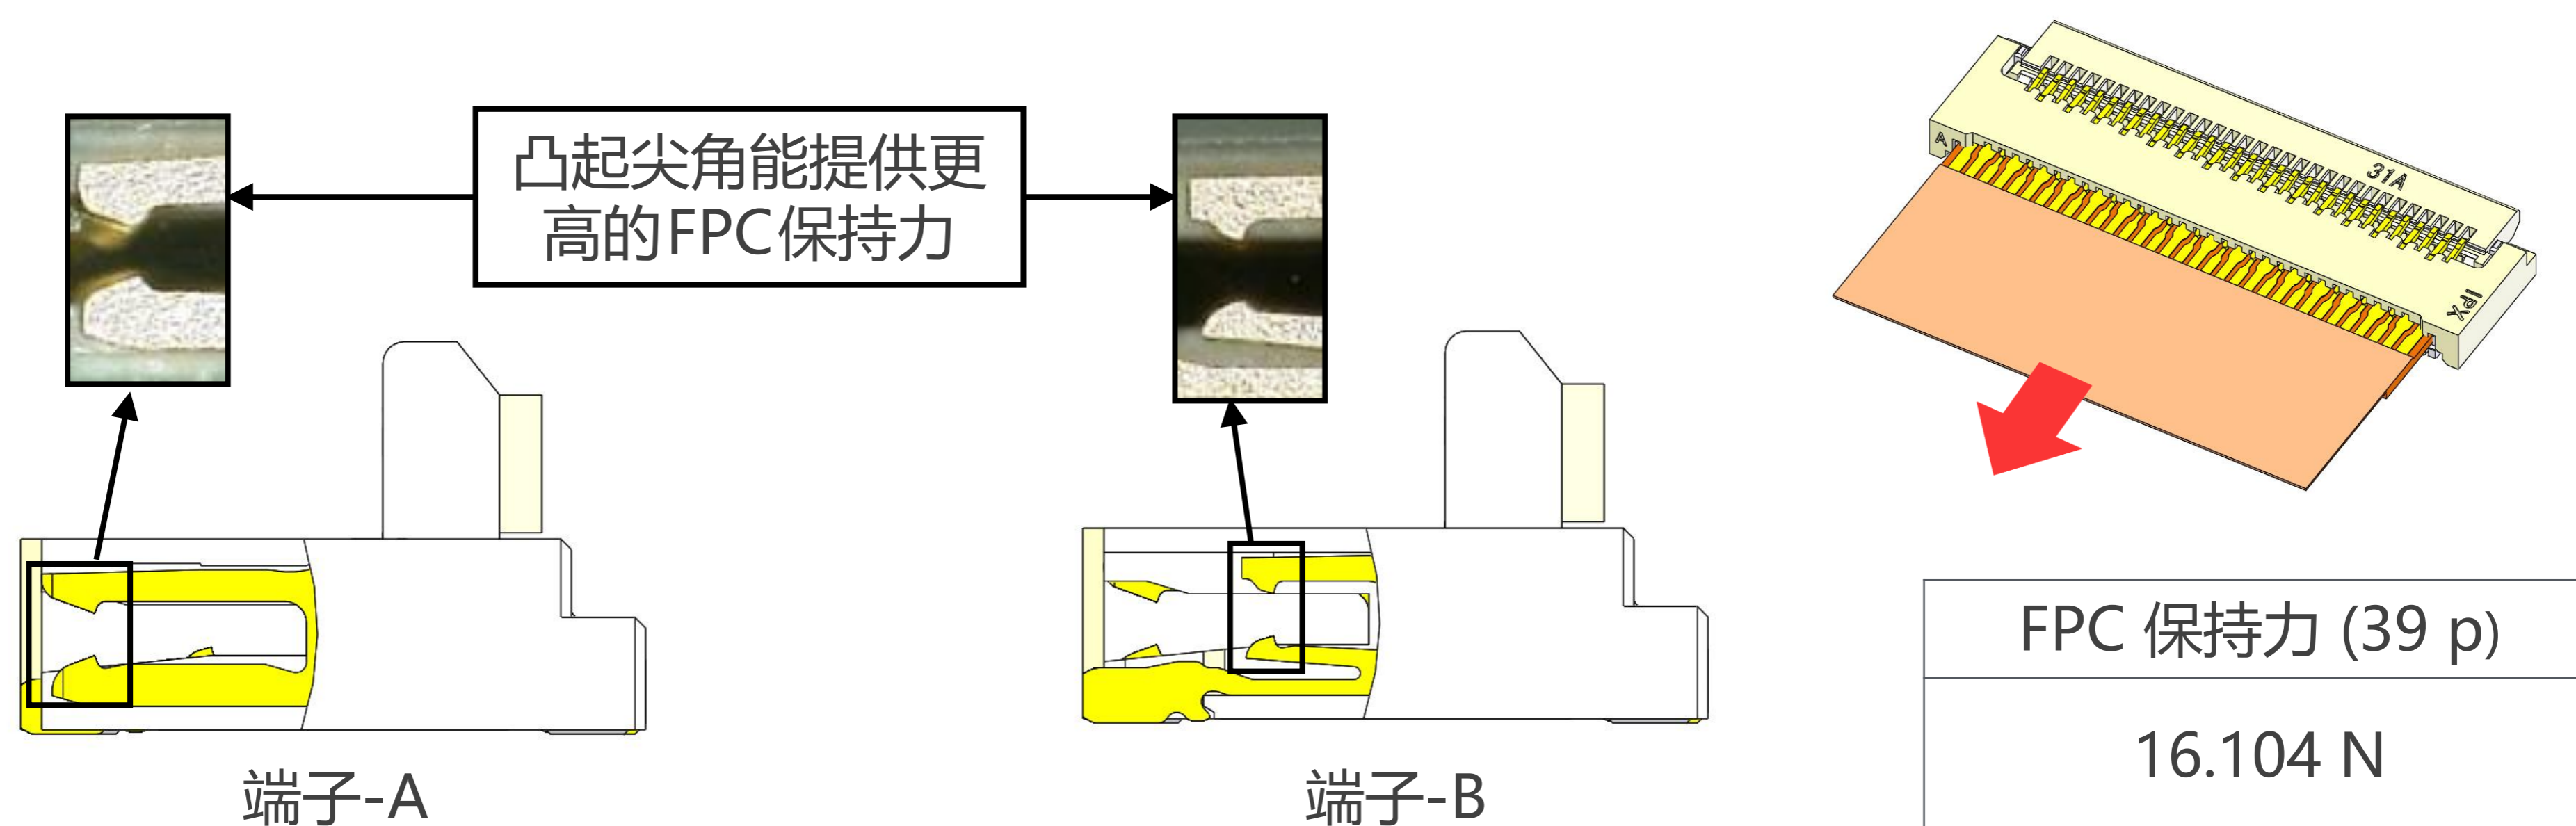 凸起尖角能提供更
高的FPC保持力
A
31A
IPX
FPC 保持力 (39 p)
16.104 N
端子-A
端子-B